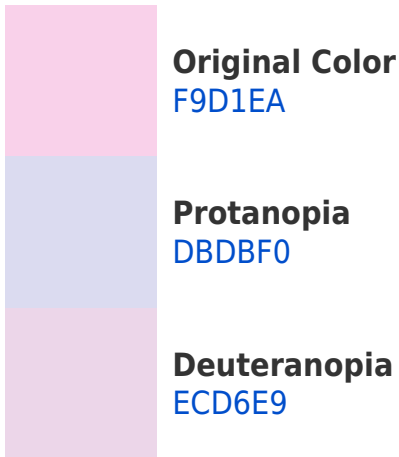 Original Color
F9D1EA
Protanopia
DBDBF0
Deuteranopia
ECD6E9